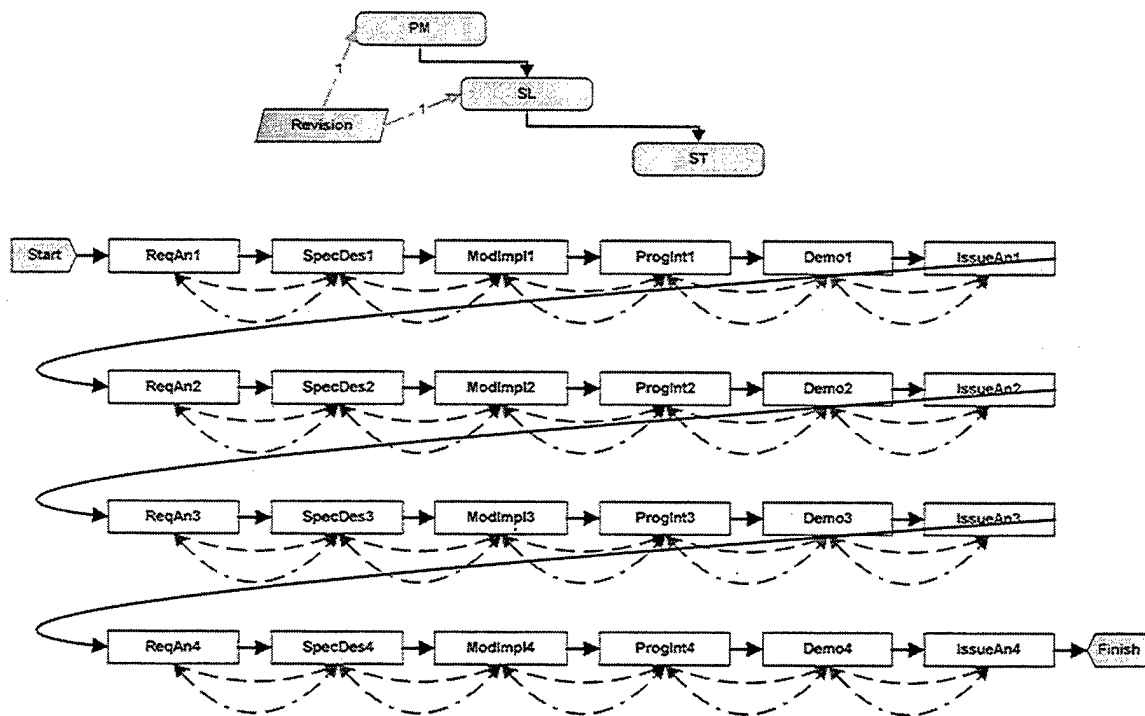 PM
1
SL
1
Revision
ST
Start ReqAn1 SpecDes1 ModImpl1 ProgInt1 Demo1 IssueAn1
ReqAn2 SpecDes2 ModImpl2 ProgInt2 Demo2 IssueAn2
ReqAn3 SpecDes3 ModImpl3 ProgInt3 Demo3 IssueAn3
ReqAn4 SpecDes4 ModImpl4 ProgInt4 Demo4 IssueAn4 Finish